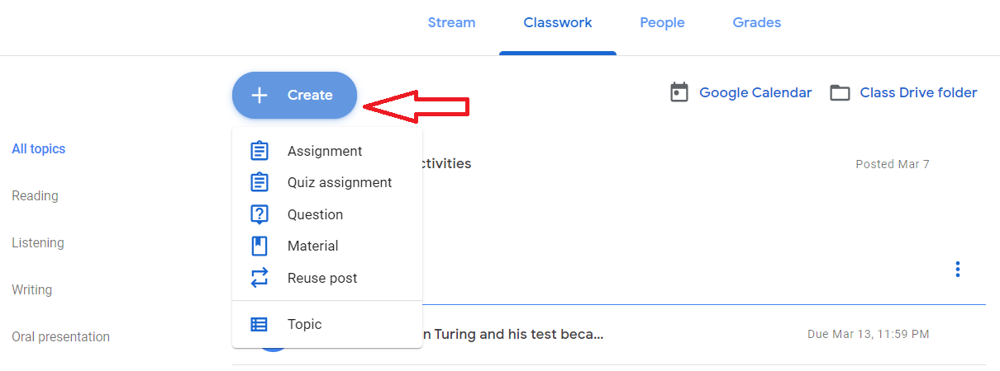 Stream Classwork People Grades
Create
Google Calendar Class Drive folder
All topics
Reading
Listening
Writing
Oral presentation
Assignment
Quiz assignment
Question
Material
Reuse post
Topic
ctivities
Posted Mar 7
n Turing and his test beca...
Due Mar 13, 11:59 PM